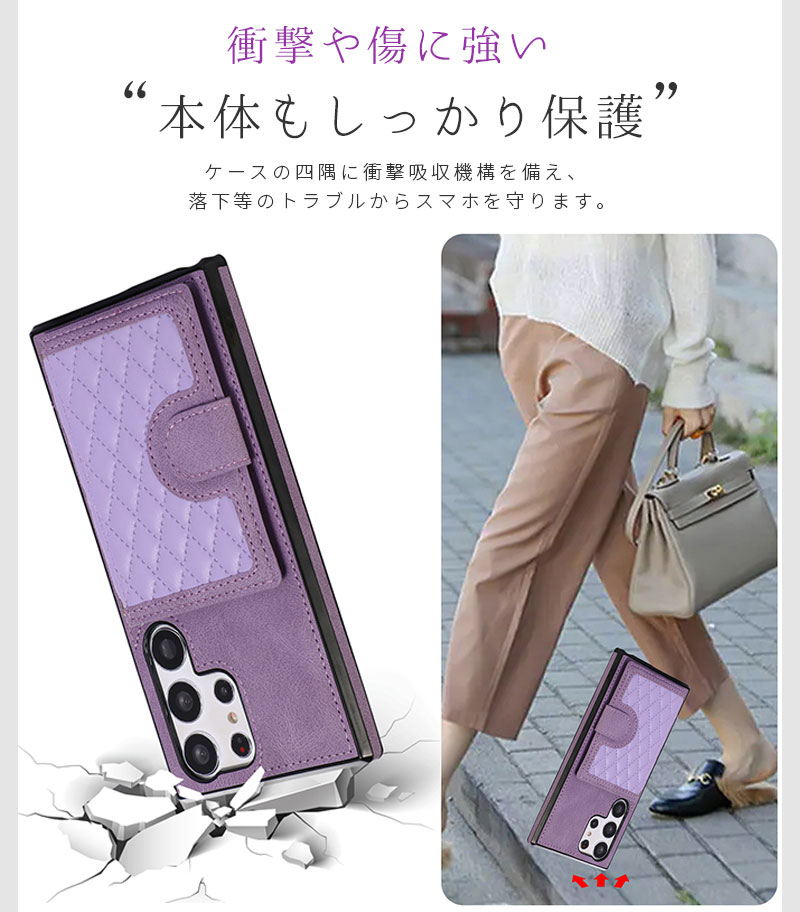 衝撃や傷に強い
“本体もしっかり保護”
ケースの四隅に衝撃吸収機構を備え、
落下等のトラブルからスマホを守ります。